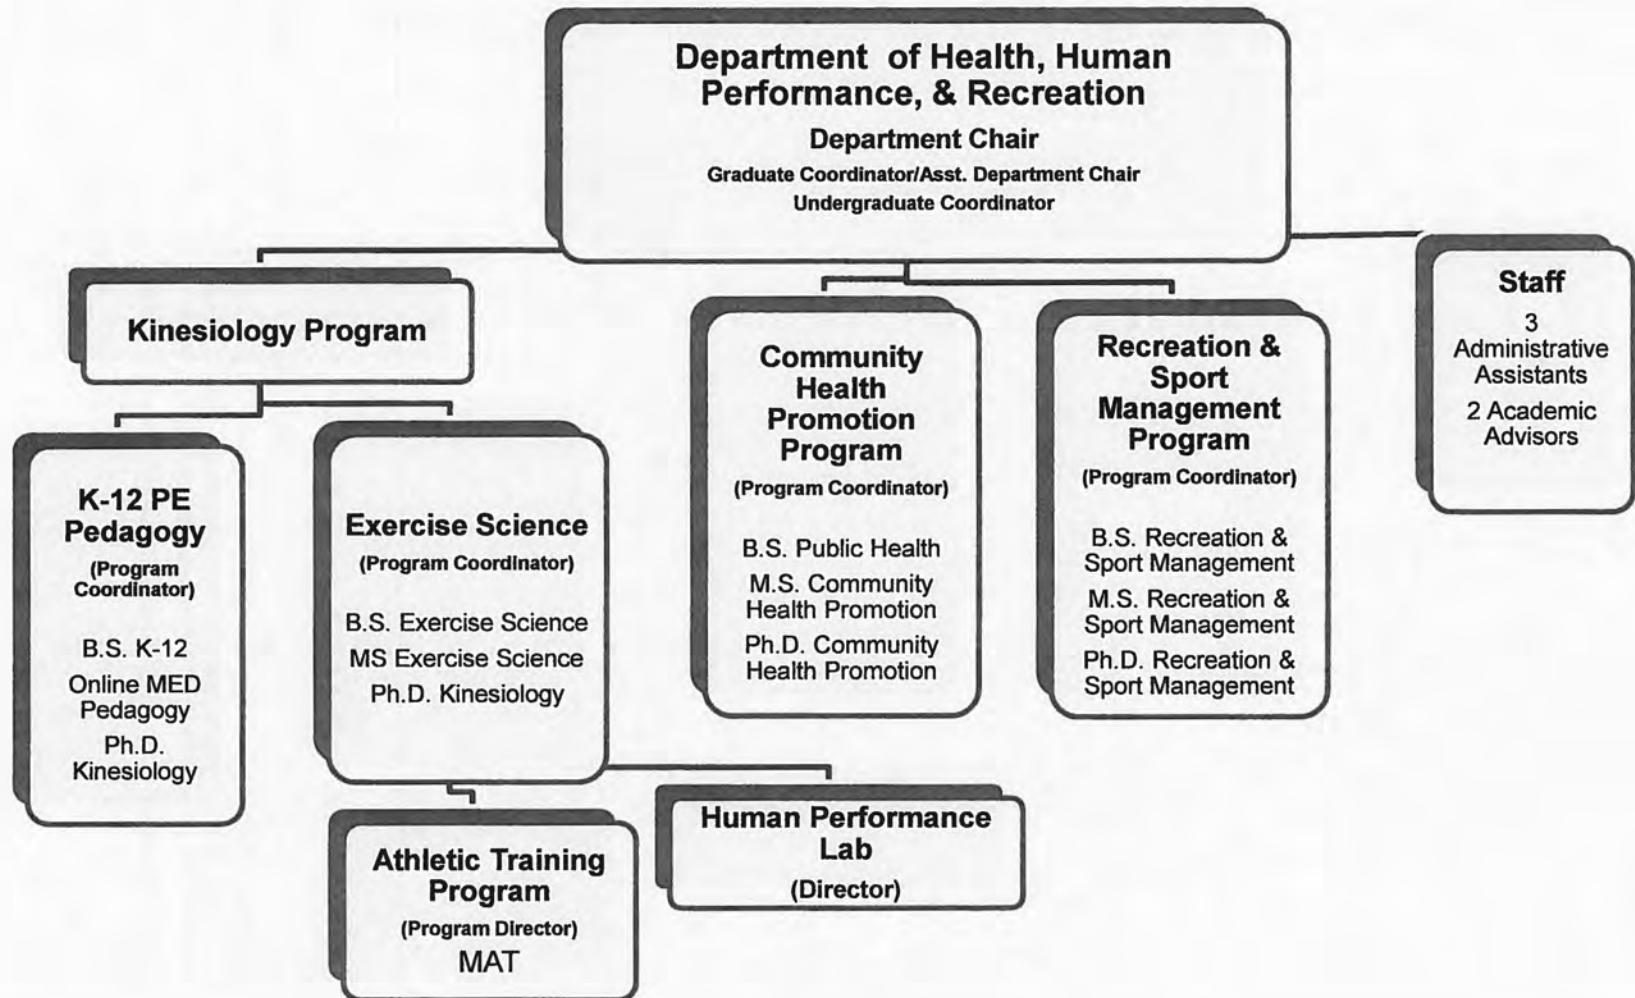 Department of Health, Human
Performance, & Recreation
Department Chair
Graduate Coordinator/Asst. Department Chair
Undergraduate Coordinator
Kinesiology Program
K-12 PE
Pedagogy
(Program
Coordinator)
B.S. K-12
Online MED
Pedagogy
Ph.D.
Kinesiology
Exercise Science
(Program Coordinator)
B.S. Exercise Science
MS Exercise Science
Ph.D. Kinesiology
Athletic Training
Program
(Program Director)
MAT
Human Performance
Lab
(Director)
Community
Health
Promotion
Program
(Program Coordinator)
B.S. Public Health
M.S. Community
Health Promotion
Ph.D. Community
Health Promotion
Recreation &
Sport
Management
Program
(Program Coordinator)
B.S. Recreation &
Sport Management
M.S. Recreation &
Sport Management
Ph.D. Recreation &
Sport Management
Staff
3
Administrative
Assistants
2 Academic
Advisors